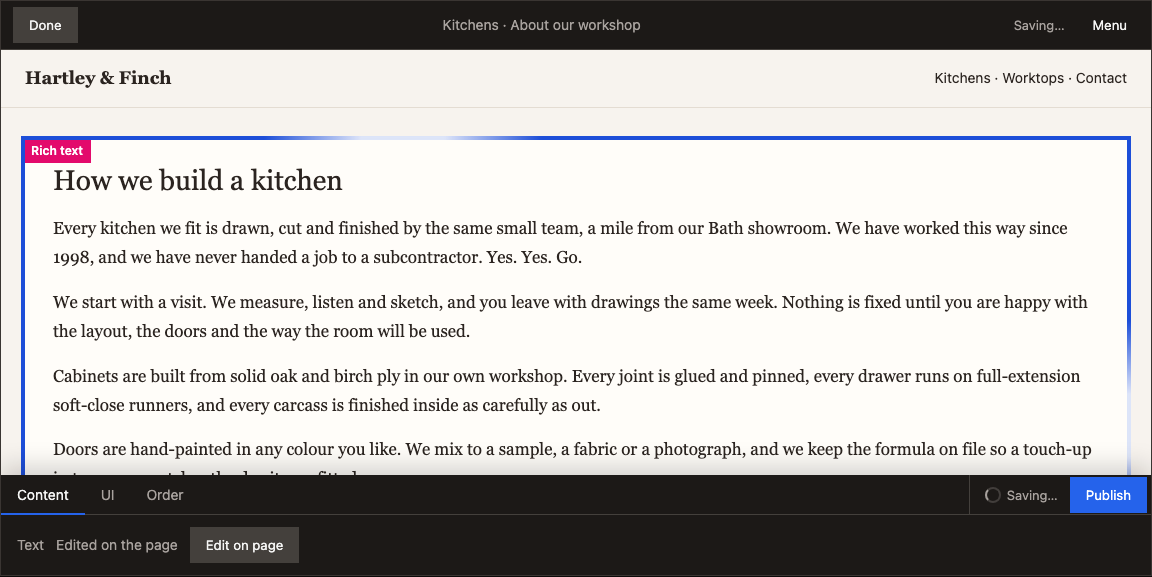 Done
Kitchens · About our workshop
Saving...
Menu
Hartley & Finch
Kitchens · Worktops · Contact
Rich text
How we build a kitchen
Every kitchen we fit is drawn, cut and finished by the same small team, a mile from our Bath showroom. We have worked this way since
1998, and we have never handed a job to a subcontractor. Yes. Yes. Go.
We start with a visit. We measure, listen and sketch, and you leave with drawings the same week. Nothing is fixed until you are happy with
the layout, the doors and the way the room will be used.
Cabinets are built from solid oak and birch ply in our own workshop. Every joint is glued and pinned, every drawer runs on full-extension
soft-close runners, and every carcass is finished inside as carefully as out.
Doors are hand-painted in any colour you like. We mix to a sample, a fabric or a photograph, and we keep the formula on file so a touch-up
Content
UI
Order
Saving...
Publish
Text
Edited on the page
Edit on page